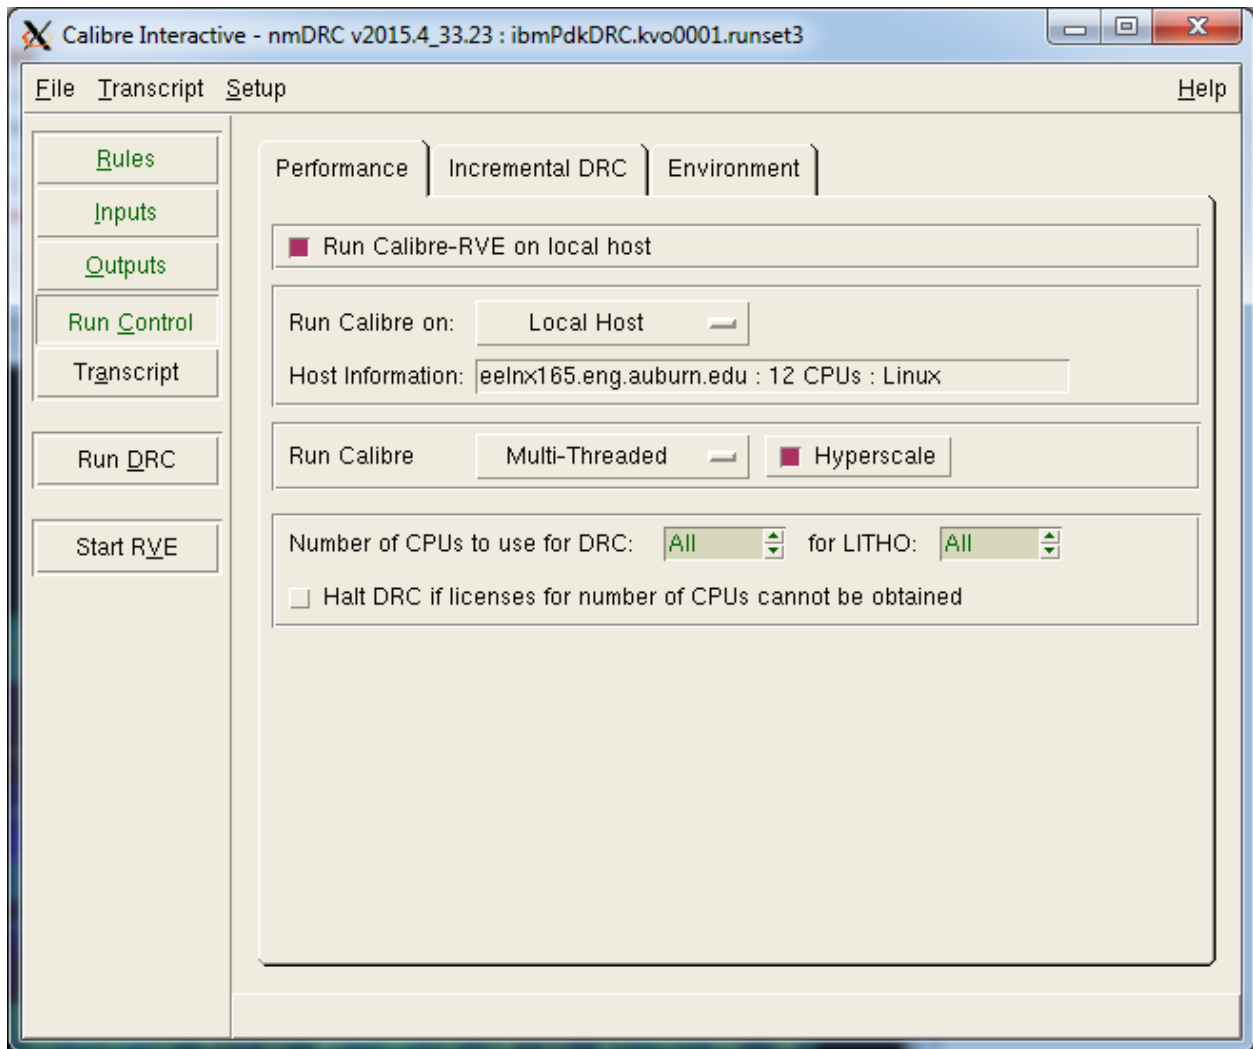 Calibre Interactive - nmDRC v2015.4_33.23 : ibmPdkDRC.kvo0001.runset3
File Transcript Setup Help
Rules
Inputs
Outputs
Run Control
Transcript
Run DRC
Start RVE
Performance Incremental DRC Environment
Run Calibre-RVE on local host
Run Calibre on: Local Host
Host Information: eelnx165.eng.auburn.edu : 12 CPUs : Linux
Run Calibre Multi-Threaded Hyperscale
Number of CPUs to use for DRC: All for LITHO: All
Halt DRC if licenses for number of CPUs cannot be obtained